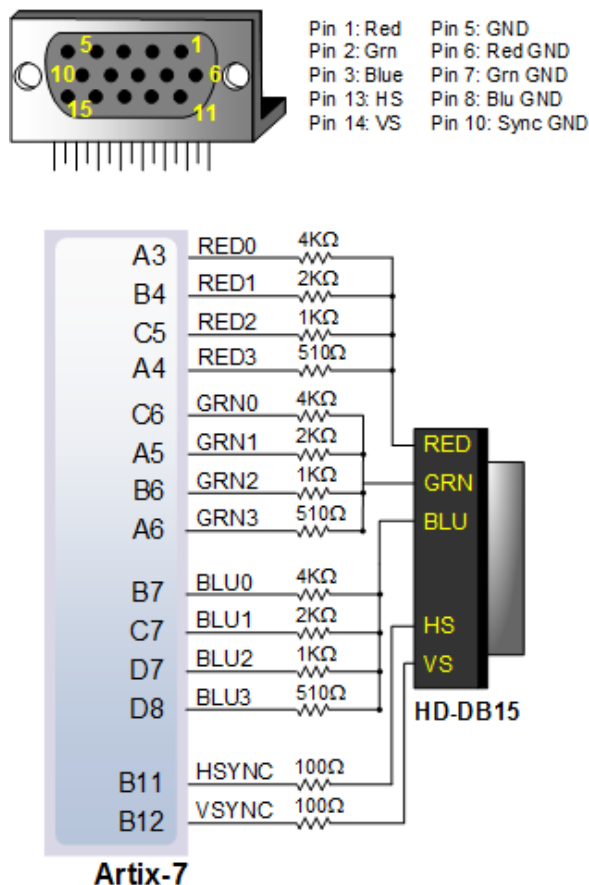 5 1
10 6
15 11
Pin 1: Red Pin 5: GND
Pin 2: Grn Pin 6: Red GND
Pin 3: Blue Pin 7: Grn GND
Pin 13: HS Pin 8: Blu GND
Pin 14: VS Pin 10: Sync GND
A3 RED0 4KΩ
B4 RED1 2KΩ
C5 RED2 1KΩ
A4 RED3 510Ω
C6 GRN0 4KΩ
A5 GRN1 2KΩ
B6 GRN2 1KΩ
A6 GRN3 510Ω
B7 BLU0 4KΩ
C7 BLU1 2KΩ
D7 BLU2 1KΩ
D8 BLU3 510Ω
B11 HSYNC 100Ω
B12 VSYNC 100Ω
Artix-7
RED
GRN
BLU
HS
VS
HD-DB15